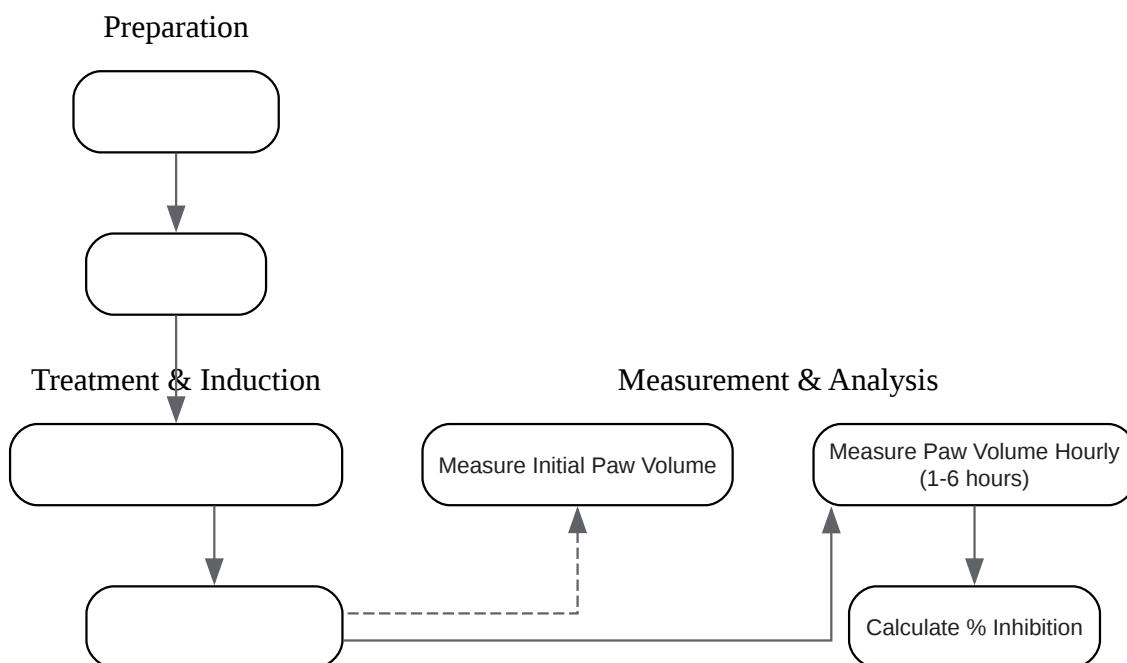 Preparation
Treatment & Induction
Measurement & Analysis
Measure Initial Paw Volume
Measure Paw Volume Hourly
(1-6 hours)
Calculate % Inhibition